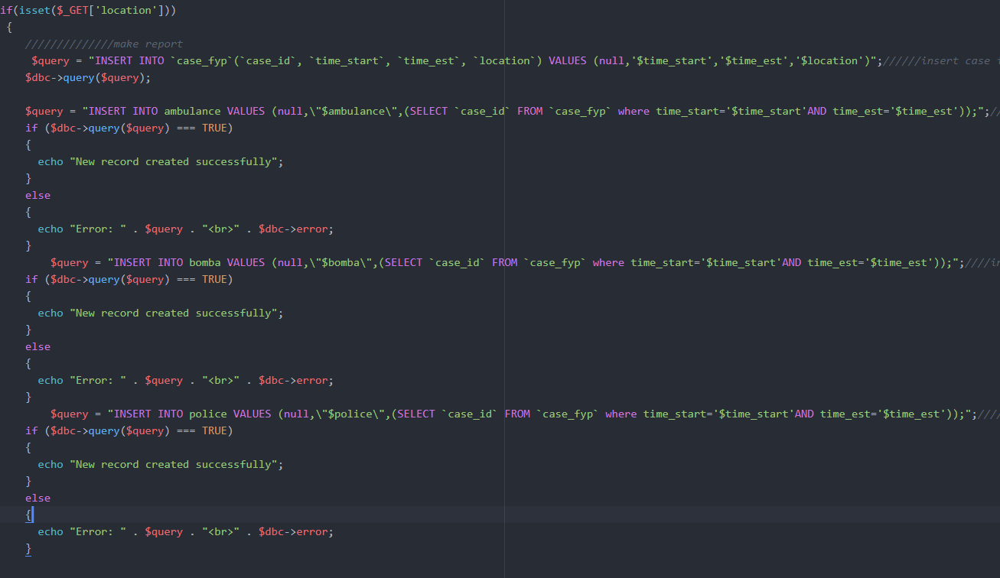 if(isset($_GET['location']))
{
//////////////make report
$query = "INSERT INTO `case_fyp`(`case_id`, `time_start`, `time_est`, `location`) VALUES (null,'$time_start','$time_est','$location')";//////insert case
$dbc->query($query);
$query = "INSERT INTO ambulance VALUES (null,\"$ambulance\",(SELECT `case_id` FROM `case_fyp` where time_start='$time_start'AND time_est='$time_est'));";//
if ($dbc->query($query) === TRUE)
{
echo "New record created successfully";
}
else
{
echo "Error: " . $query . "<br>" . $dbc->error;
}
$query = "INSERT INTO bomba VALUES (null,\"$bomba\",(SELECT `case_id` FROM `case_fyp` where time_start='$time_start'AND time_est='$time_est'));";////
if ($dbc->query($query) === TRUE)
{
echo "New record created successfully";
}
else
{
echo "Error: " . $query . "<br>" . $dbc->error;
}
$query = "INSERT INTO police VALUES (null,\"$police\",(SELECT `case_id` FROM `case_fyp` where time_start='$time_start'AND time_est='$time_est'));";////
if ($dbc->query($query) === TRUE)
{
echo "New record created successfully";
}
else
{
echo "Error: " . $query . "<br>" . $dbc->error;
}